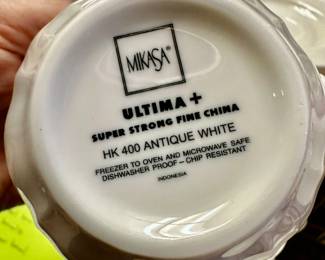 MIKASA®
ULTIMA +
SUPER STRONG FINE CHINA
HK 400 ANTIQUE WHITE
FREEZER TO OVEN AND MICROWAVE SAFE
DISHWASHER PROOF – CHIP RESISTANT
INDONESIA